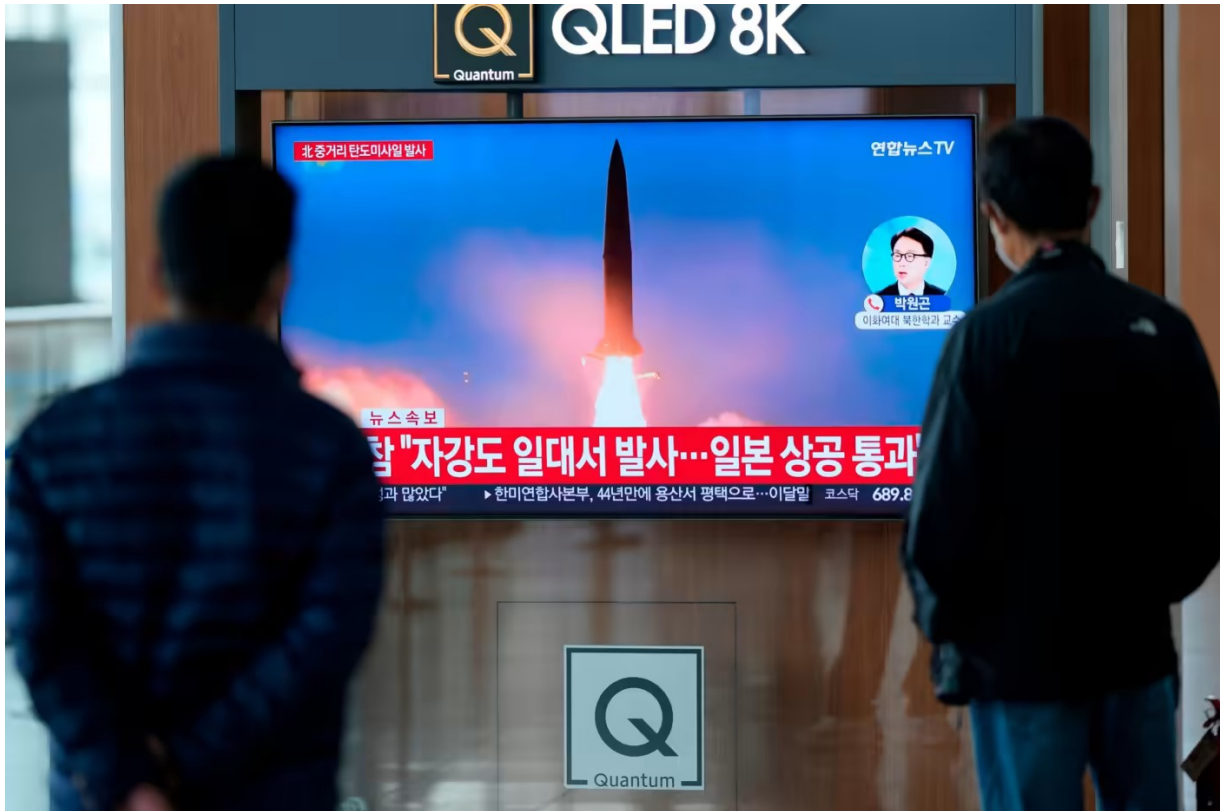 Q QLED 8K
Quantum
北 중거리 탄도미사일 발사
연합뉴스TV
박원곤
이화여대 북한학과 교수
뉴스속보
참 "자강도 일대서 발사…일본 상공 통과"
과 많았다" ▶한미연합사본부, 44년만에 용산서 평택으로…이달말 코스닥 689.8
Q
Quantum